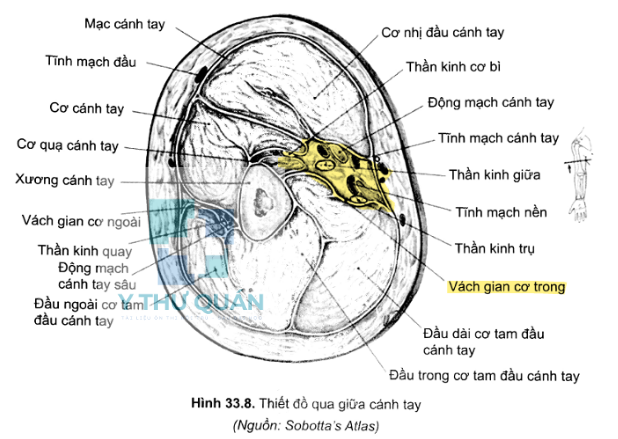 Mạc cánh tay
Tĩnh mạch đầu
Cơ cánh tay
Cơ quạ cánh tay
Xương cánh tay
Vách gian cơ ngoài
Thần kinh quay
Động mạch
cánh tay sâu
Đầu ngoài cơ tam
đầu cánh tay
Cơ nhị đầu cánh tay
Thần kinh cơ bì
Động mạch cánh tay
Tĩnh mạch cánh tay
Thần kinh giữa
Tĩnh mạch nền
Thần kinh trụ
Vách gian cơ trong
Đầu dài cơ tam đầu
cánh tay
Đầu trong cơ tam đầu cánh tay
Y THƯ QUÁN
Hình 33.8. Thiết đồ qua giữa cánh tay
(Nguồn: Sobotta's Atlas)